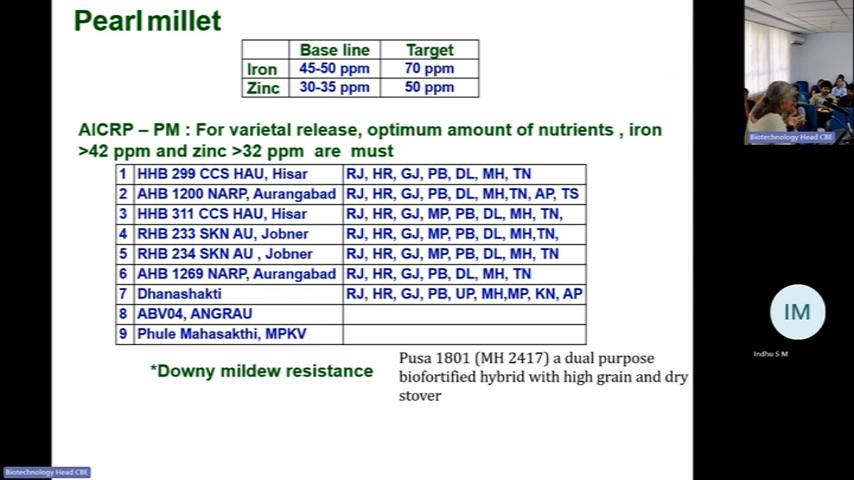 Pearl millet
Base line Target
Iron 45-50 ppm 70 ppm
Zinc 30-35 ppm 50 ppm
AICRP – PM : For varietal release, optimum amount of nutrients , iron
>42 ppm and zinc >32 ppm are must
1 HHB 299 CCS HAU, Hisar RJ, HR, GJ, PB, DL, MH, TN
2 AHB 1200 NARP, Aurangabad RJ, HR, GJ, PB, DL, MH,TN, AP, TS
3 HHB 311 CCS HAU, Hisar RJ, HR, GJ, MP, PB, DL, MH, TN,
4 RHB 233 SKN AU, Jobner RJ, HR, GJ, MP, PB, DL, MH,TN,
5 RHB 234 SKN AU , Jobner RJ, HR, GJ, MP, PB, DL, MH, TN
6 AHB 1269 NARP, Aurangabad RJ, HR, GJ, PB, DL, MH, TN
7 Dhanashakti RJ, HR, GJ, PB, UP, MH,MP, KN, AP
8 ABV04, ANGRAU
9 Phule Mahasakthi, MPKV
*Downy mildew resistance
Pusa 1801 (MH 2417) a dual purpose
biofortified hybrid with high grain and dry
stover
Biotechnology Head CBE
IM
Indhu S M
Biotechnology Head CBE